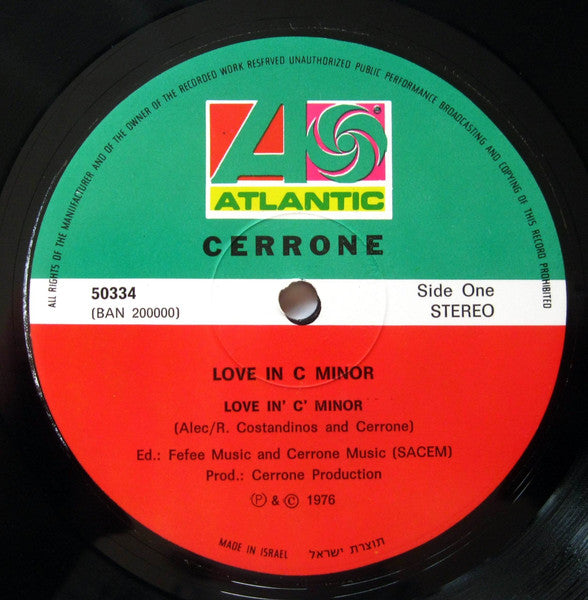 ALL RIGHTS OF THE MANUFACTURER AND OF THE OWNER OF THE RECORDED WORK RESFRVED UNAUTHORIZED PUBLIC PERFORMANCE BROADCASTING AND COPYING OF THIS RECORD PROHIBITED
A
®
ATLANTIC
CERRONE
50334 Side One
(BAN 200000) STEREO
LOVE IN C MINOR
LOVE IN' C' MINOR
(Alec/R. Costandinos and Cerrone)
Ed.: Fefee Music and Cerrone Music (SACEM)
Prod.: Cerrone Production
Ⓟ & © 1976
MADE IN ISRAEL תוצרת ישראל